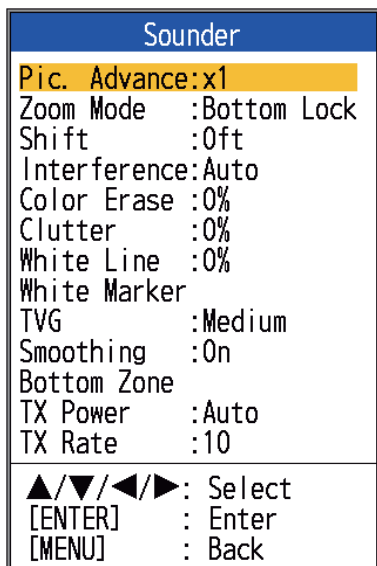 Sounder
Pic. Advance:x1
Zoom Mode :Bottom Lock
Shift :0ft
Interference:Auto
Color Erase :0%
Clutter :0%
White Line :0%
White Marker
TVG :Medium
Smoothing :On
Bottom Zone
TX Power :Auto
TX Rate :10
▲/▼/◀/▶: Select
[ENTER] : Enter
[MENU] : Back